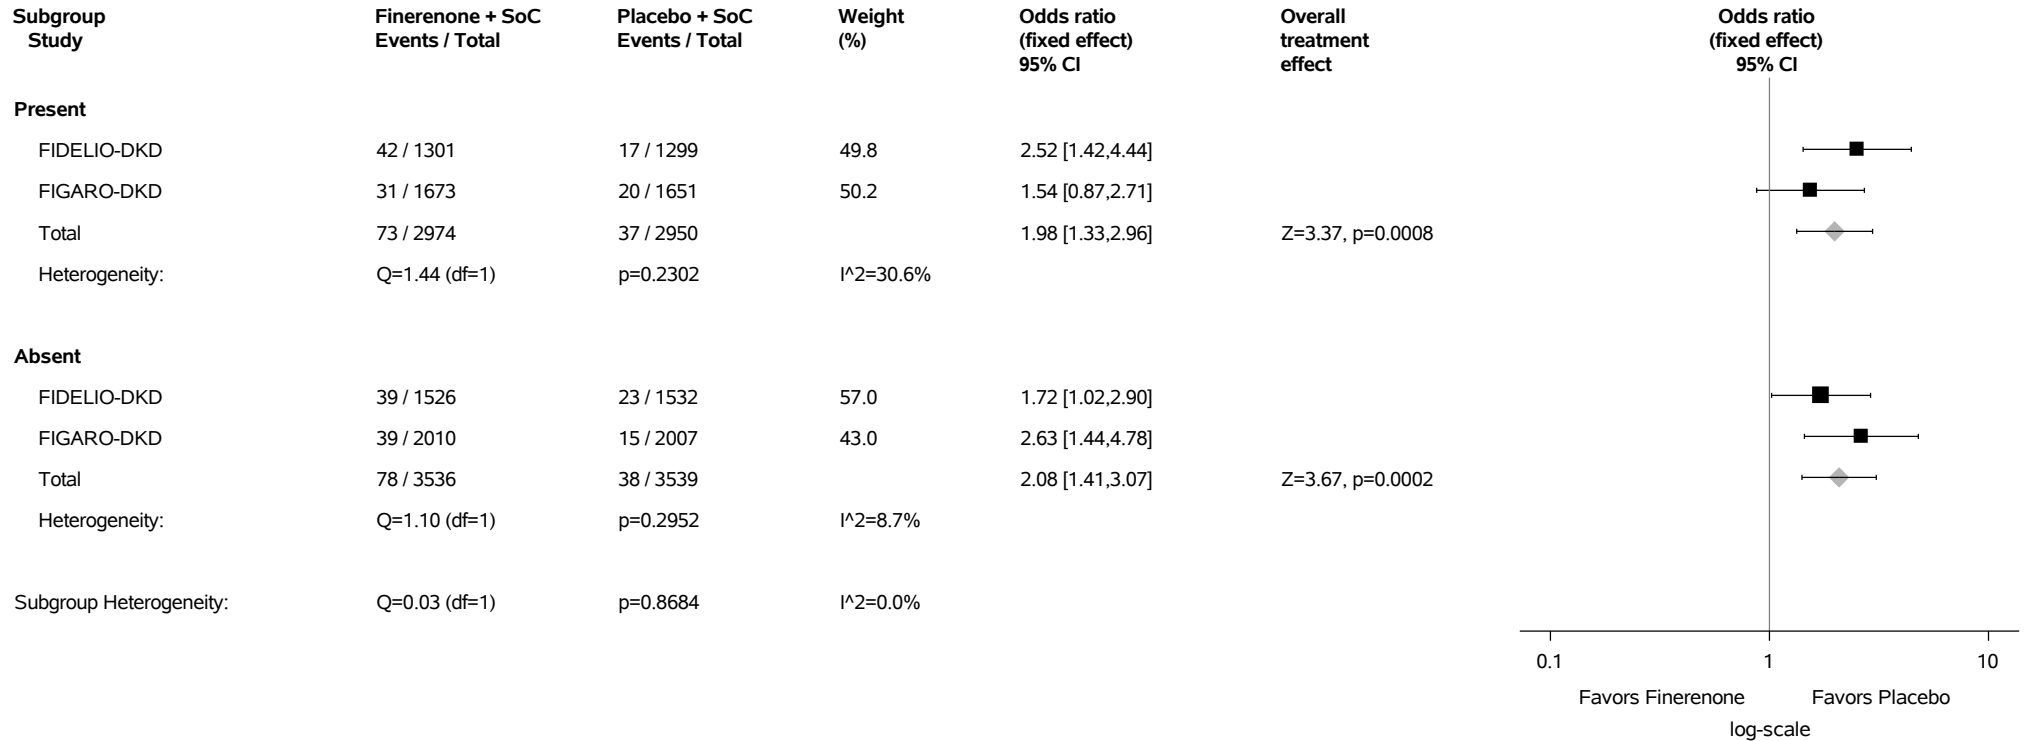 Subgroup Finerenone + SoC Placebo + SoC Weight Odds ratio Overall Odds ratio
Study Events / Total Events / Total (%) (fixed effect) treatment (fixed effect)
95% CI effect 95% CI
Present
FIDELIO-DKD 42 / 1301 17 / 1299 49.8 2.52 [1.42,4.44]
FIGARO-DKD 31 / 1673 20 / 1651 50.2 1.54 [0.87,2.71]
Total 73 / 2974 37 / 2950 1.98 [1.33,2.96] Z=3.37, p=0.0008
Heterogeneity: Q=1.44 (df=1) p=0.2302 I^2=30.6%
Absent
FIDELIO-DKD 39 / 1526 23 / 1532 57.0 1.72 [1.02,2.90]
FIGARO-DKD 39 / 2010 15 / 2007 43.0 2.63 [1.44,4.78]
Total 78 / 3536 38 / 3539 2.08 [1.41,3.07] Z=3.67, p=0.0002
Heterogeneity: Q=1.10 (df=1) p=0.2952 I^2=8.7%
Subgroup Heterogeneity: Q=0.03 (df=1) p=0.8684 I^2=0.0%
0.1 1 10
Favors Finerenone Favors Placebo
log-scale